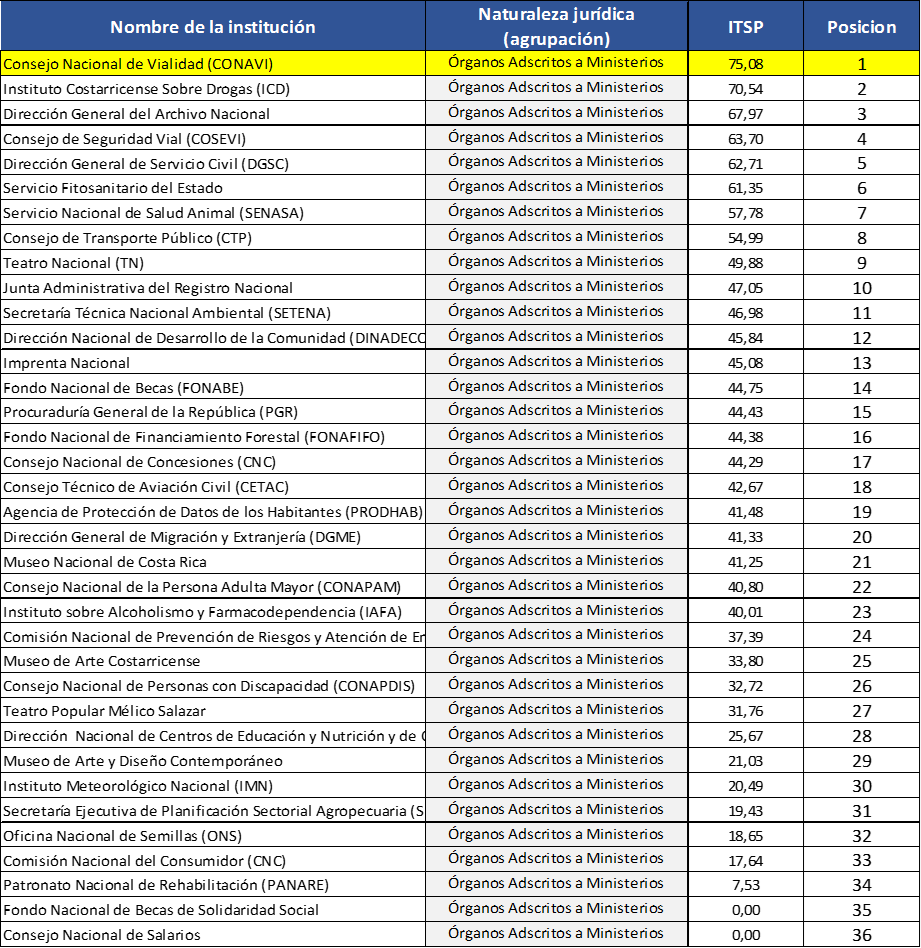 Nombre de la institución Naturaleza jurídica (agrupación) ITSP Posicion
Consejo Nacional de Vialidad (CONAVI) Órganos Adscritos a Ministerios 75,08 1
Instituto Costarricense Sobre Drogas (ICD) Órganos Adscritos a Ministerios 70,54 2
Dirección General del Archivo Nacional Órganos Adscritos a Ministerios 67,97 3
Consejo de Seguridad Vial (COSEVI) Órganos Adscritos a Ministerios 63,70 4
Dirección General de Servicio Civil (DGSC) Órganos Adscritos a Ministerios 62,71 5
Servicio Fitosanitario del Estado Órganos Adscritos a Ministerios 61,35 6
Servicio Nacional de Salud Animal (SENASA) Órganos Adscritos a Ministerios 57,78 7
Consejo de Transporte Público (CTP) Órganos Adscritos a Ministerios 54,99 8
Teatro Nacional (TN) Órganos Adscritos a Ministerios 49,88 9
Junta Administrativa del Registro Nacional Órganos Adscritos a Ministerios 47,05 10
Secretaría Técnica Nacional Ambiental (SETENA) Órganos Adscritos a Ministerios 46,98 11
Dirección Nacional de Desarrollo de la Comunidad (DINADECO Órganos Adscritos a Ministerios 45,84 12
Imprenta Nacional Órganos Adscritos a Ministerios 45,08 13
Fondo Nacional de Becas (FONABE) Órganos Adscritos a Ministerios 44,75 14
Procuraduría General de la República (PGR) Órganos Adscritos a Ministerios 44,43 15
Fondo Nacional de Financiamiento Forestal (FONAFIFO) Órganos Adscritos a Ministerios 44,38 16
Consejo Nacional de Concesiones (CNC) Órganos Adscritos a Ministerios 44,29 17
Consejo Técnico de Aviación Civil (CETAC) Órganos Adscritos a Ministerios 42,67 18
Agencia de Protección de Datos de los Habitantes (PRODHAB) Órganos Adscritos a Ministerios 41,48 19
Dirección General de Migración y Extranjería (DGME) Órganos Adscritos a Ministerios 41,33 20
Museo Nacional de Costa Rica Órganos Adscritos a Ministerios 41,25 21
Consejo Nacional de la Persona Adulta Mayor (CONAPAM) Órganos Adscritos a Ministerios 40,80 22
Instituto sobre Alcoholismo y Farmacodependencia (IAFA) Órganos Adscritos a Ministerios 40,01 23
Comisión Nacional de Prevención de Riesgos y Atención de Em Órganos Adscritos a Ministerios 37,39 24
Museo de Arte Costarricense Órganos Adscritos a Ministerios 33,80 25
Consejo Nacional de Personas con Discapacidad (CONAPDIS) Órganos Adscritos a Ministerios 32,72 26
Teatro Popular Mélico Salazar Órganos Adscritos a Ministerios 31,76 27
Dirección Nacional de Centros de Educación y Nutrición y de C Órganos Adscritos a Ministerios 25,67 28
Museo de Arte y Diseño Contemporáneo Órganos Adscritos a Ministerios 21,03 29
Instituto Meteorológico Nacional (IMN) Órganos Adscritos a Ministerios 20,49 30
Secretaría Ejecutiva de Planificación Sectorial Agropecuaria (S Órganos Adscritos a Ministerios 19,43 31
Oficina Nacional de Semillas (ONS) Órganos Adscritos a Ministerios 18,65 32
Comisión Nacional del Consumidor (CNC) Órganos Adscritos a Ministerios 17,64 33
Patronato Nacional de Rehabilitación (PANARE) Órganos Adscritos a Ministerios 7,53 34
Fondo Nacional de Becas de Solidaridad Social Órganos Adscritos a Ministerios 0,00 35
Consejo Nacional de Salarios Órganos Adscritos a Ministerios 0,00 36